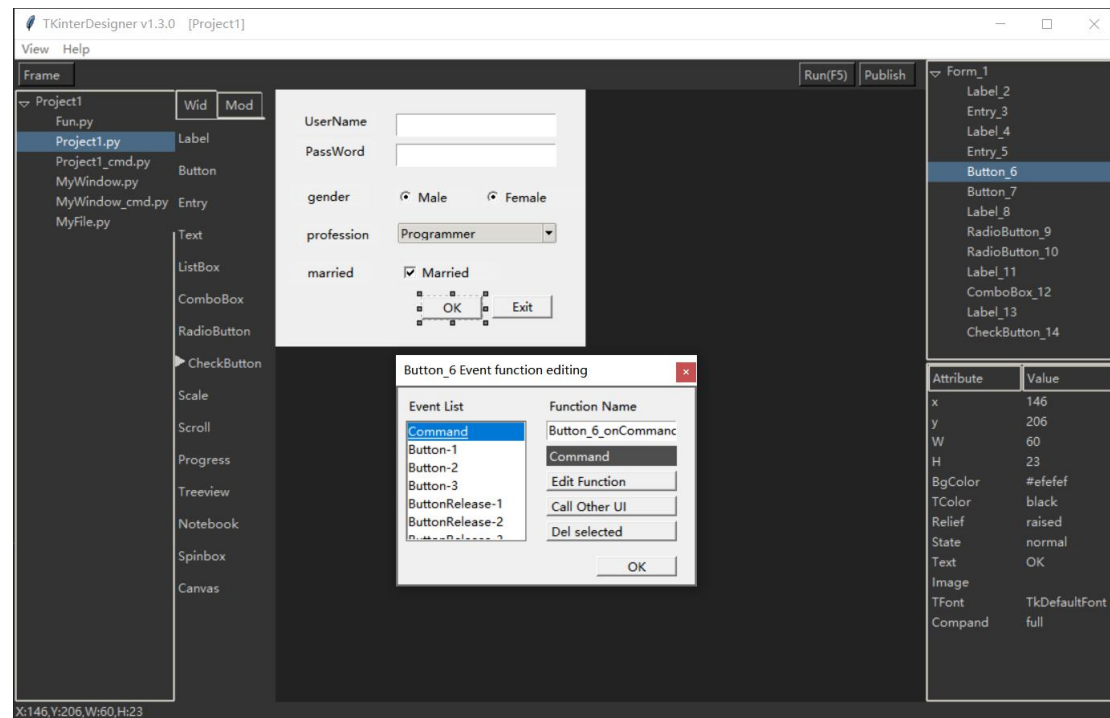 TKinterDesigner v1.3.0 [Project1]
View Help
Frame
Run(F5) Publish
Project1
Fun.py
Project1.py
Project1_cmd.py
MyWindow.py
MyWindow_cmd.py
MyFile.py
Wid Mod
Label
Button
Entry
Text
ListBox
ComboBox
RadioButton
CheckButton
Scale
Scroll
Progress
Treeview
Notebook
Spinbox
Canvas
UserName
PassWord
gender Male Female
profession Programmer
married Married
OK Exit
Button_6 Event function editing
Event List
Command
Button-1
Button-2
Button-3
ButtonRelease-1
ButtonRelease-2
Function Name
Button_6_onCommanc
Command
Edit Function
Call Other UI
Del selected
OK
Form_1
Label_2
Entry_3
Label_4
Entry_5
Button_6
Button_7
Label_8
RadioButton_9
RadioButton_10
Label_11
ComboBox_12
Label_13
CheckButton_14
Attribute Value
x 146
y 206
W 60
H 23
BgColor #efefef
TColor black
Relief raised
State normal
Text OK
Image
TFont TkDefaultFont
Compand full
X:146,Y:206,W:60,H:23